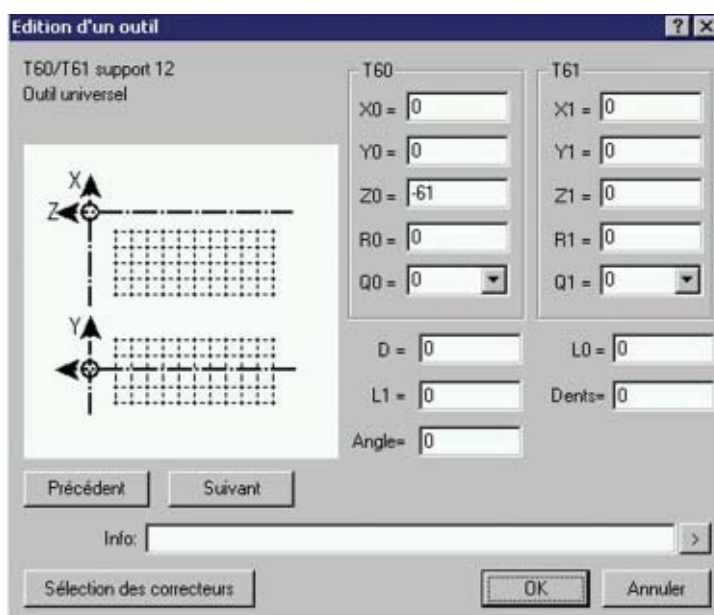 Edition d'un outil
T60/T61 support 12
Outil universel
X
Z
Y
T60
X0 = 0
Y0 = 0
Z0 = -61
R0 = 0
Q0 = 0
T61
X1 = 0
Y1 = 0
Z1 = 0
R1 = 0
Q1 = 0
D = 0
L0 = 0
L1 = 0
Dents= 0
Angle= 0
Précédent
Suivant
Info:
>
Sélection des correcteurs
OK
Annuler